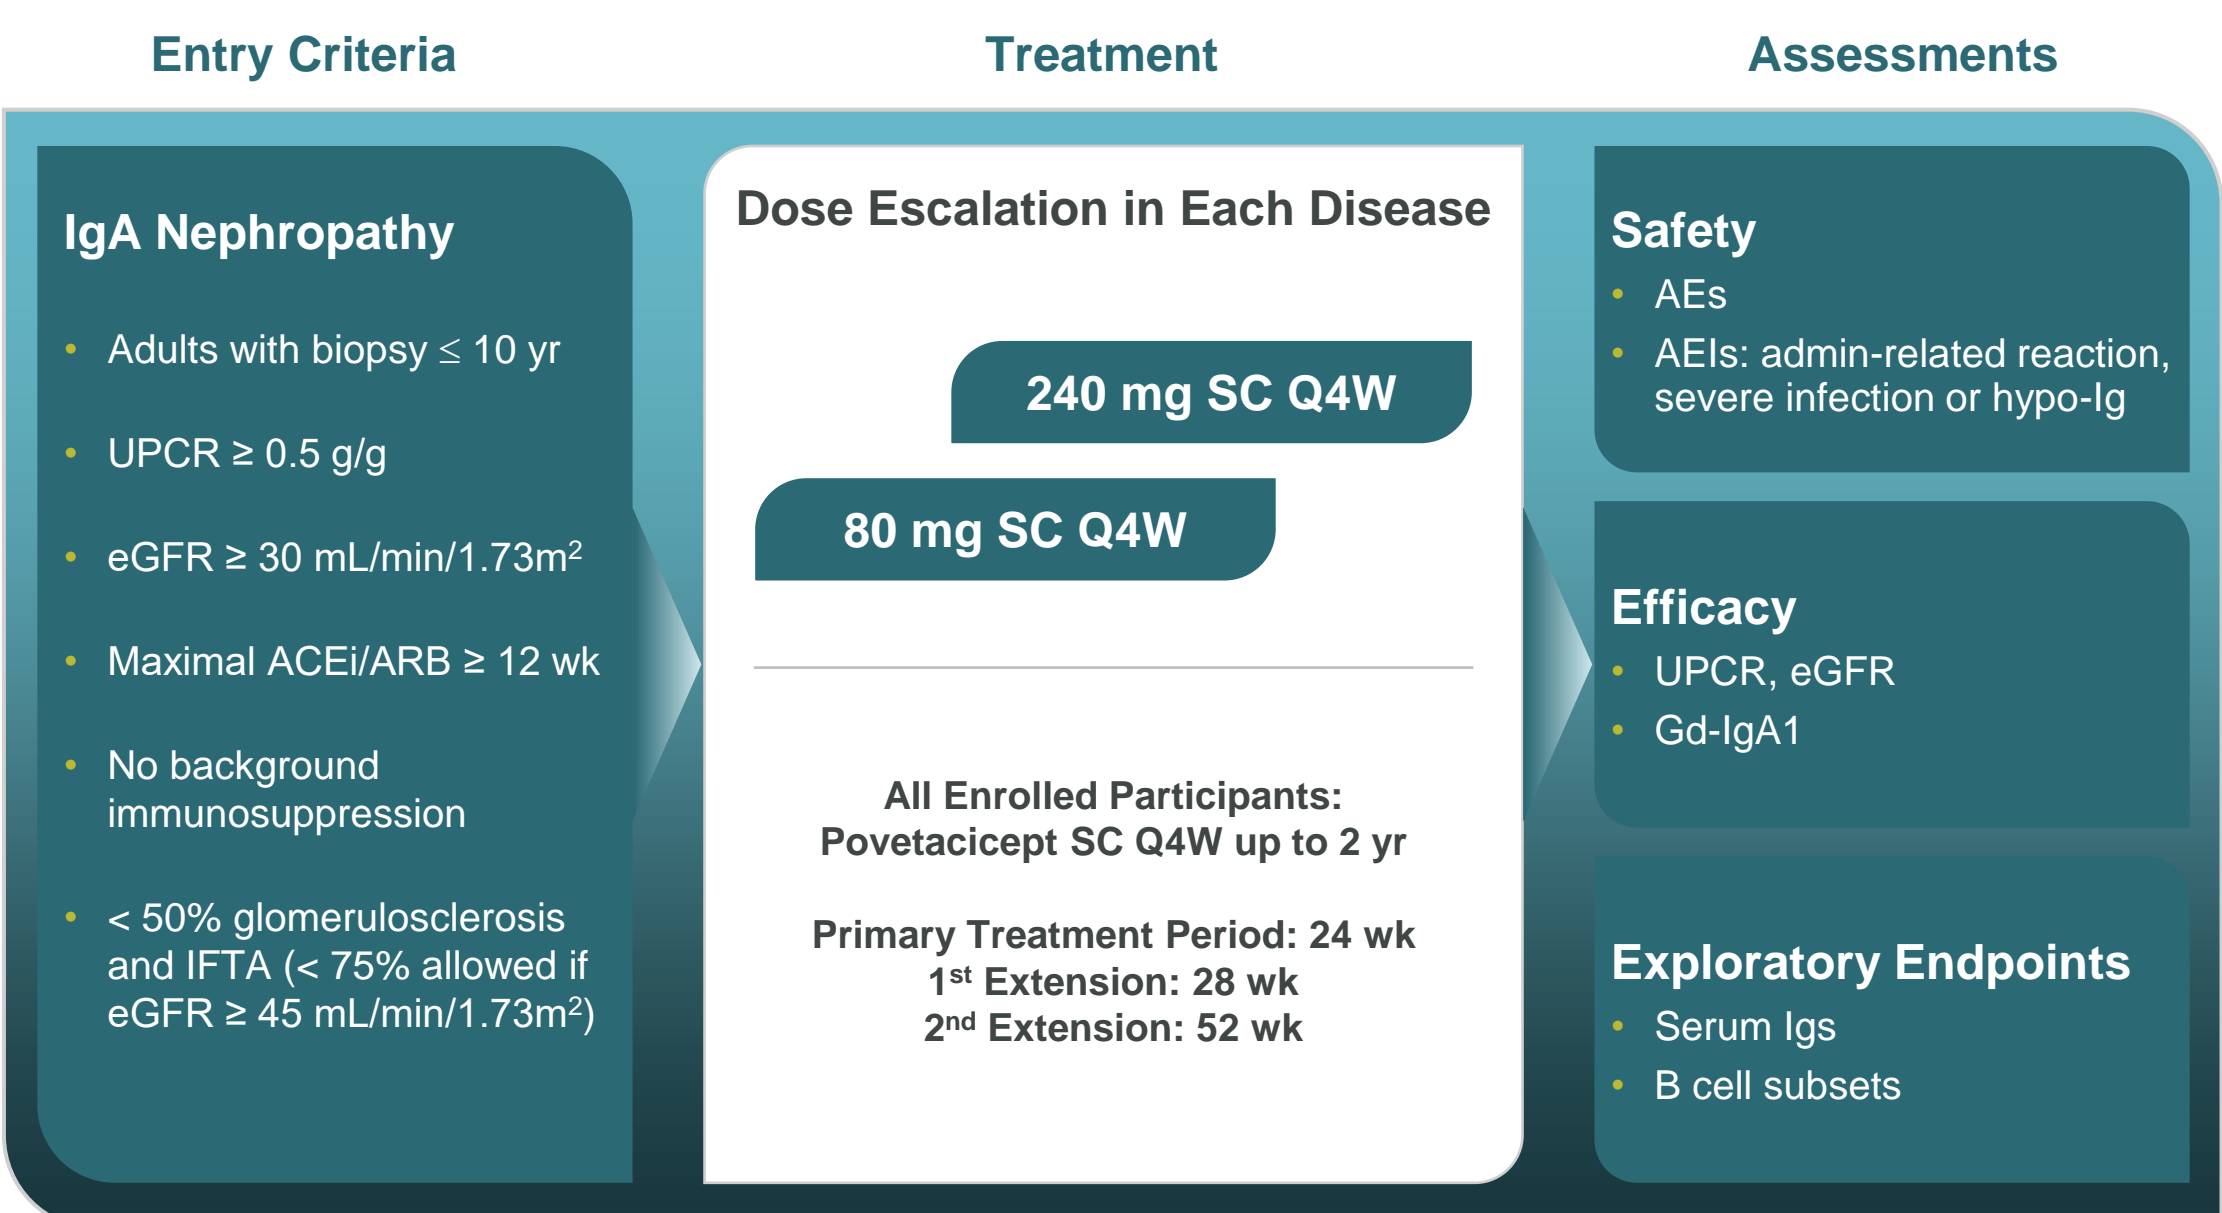 Entry Criteria
Treatment
Assessments
IgA Nephropathy
• Adults with biopsy ≤ 10 yr
• UPCR ≥ 0.5 g/g
• eGFR ≥ 30 mL/min/1.73m²
• Maximal ACEi/ARB ≥ 12 wk
• No background
immunosuppression
• < 50% glomerulosclerosis
and IFTA (< 75% allowed if
eGFR ≥ 45 mL/min/1.73m²)
Dose Escalation in Each Disease
240 mg SC Q4W
80 mg SC Q4W
All Enrolled Participants:
Povetacicept SC Q4W up to 2 yr
Primary Treatment Period: 24 wk
1st Extension: 28 wk
2nd Extension: 52 wk
Safety
• AEs
• AEIs: admin-related reaction,
severe infection or hypo-Ig
Efficacy
• UPCR, eGFR
• Gd-IgA1
Exploratory Endpoints
• Serum Igs
• B cell subsets